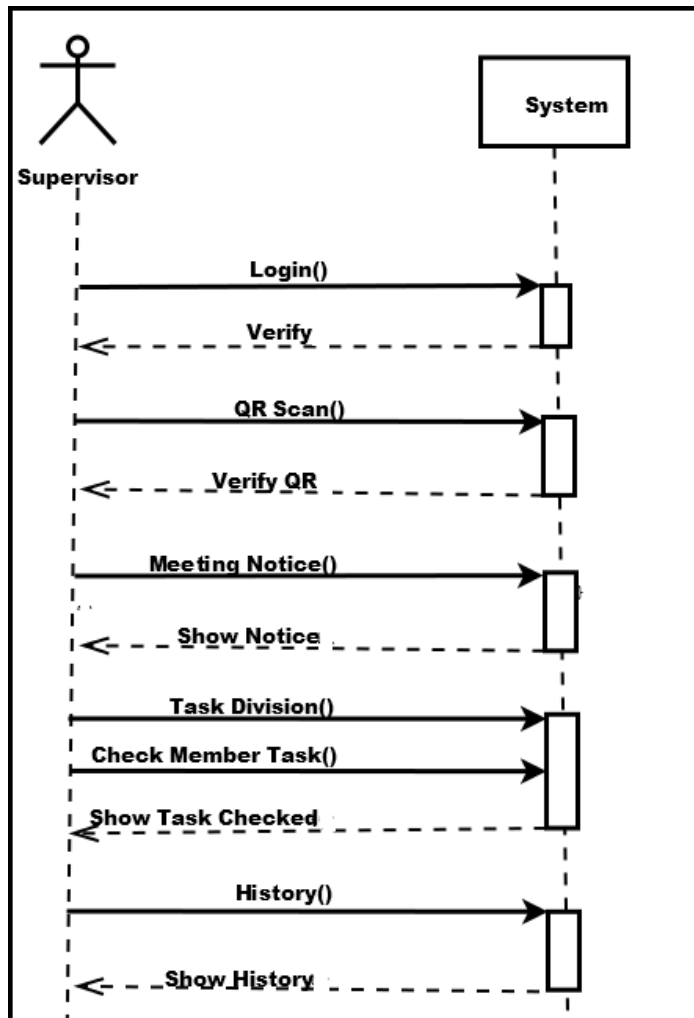 System
Supervisor
Login()
Verify
QR Scan()
Verify QR
Meeting Notice()
Show Notice
Task Division()
Check Member Task()
Show Task Checked
History()
Show History